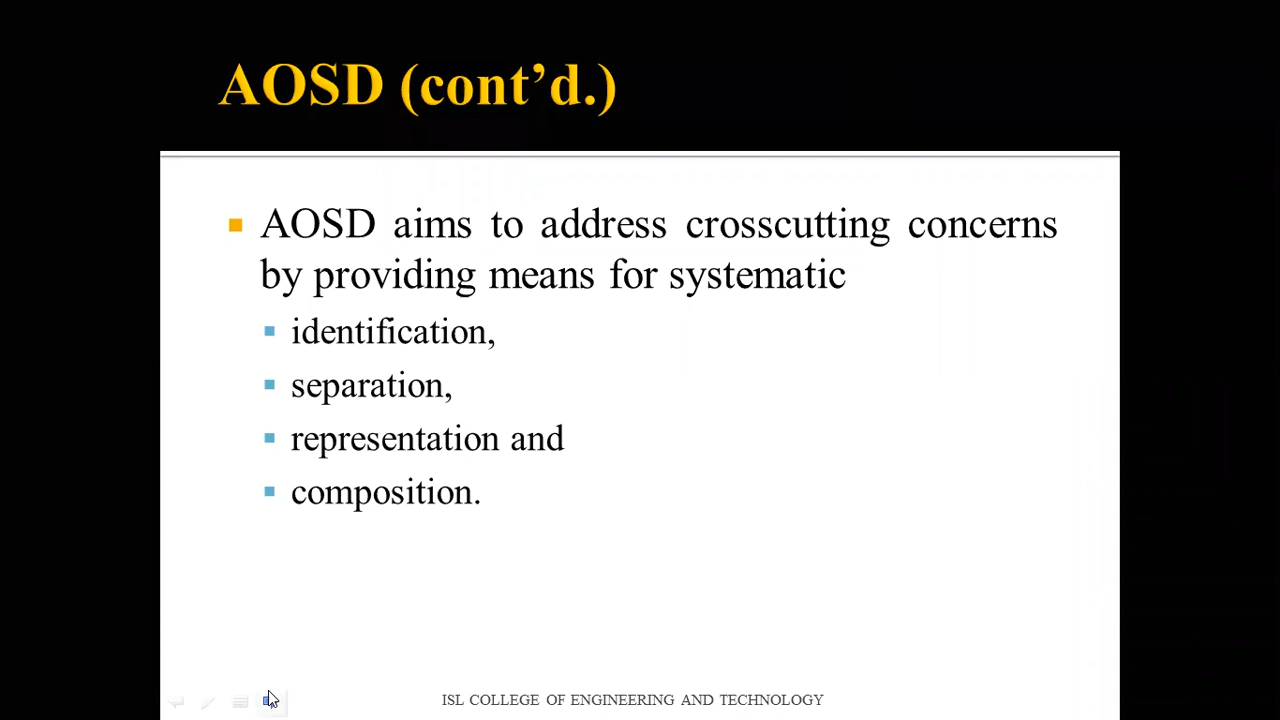 AOSD (cont’d.)
AOSD aims to address crosscutting concerns
by providing means for systematic
identification,
separation,
representation and
composition.
ISL COLLEGE OF ENGINEERING AND TECHNOLOGY